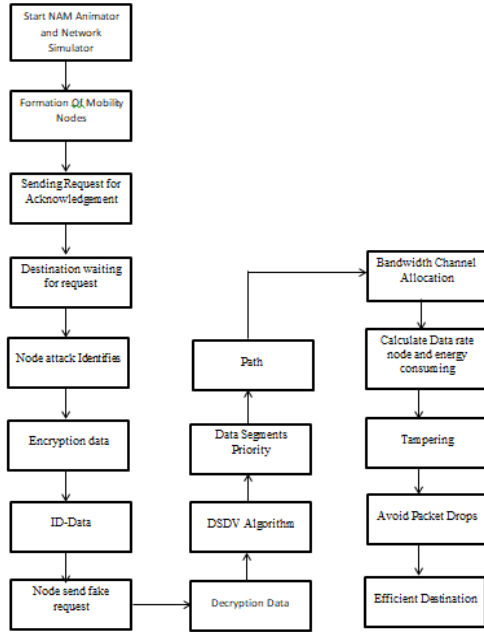 Start NAM Animator
and Network
Simulator
Formation Of Mobility
Nodes
Sending Request for
Acknowledgement
Destination waiting
for request
Node attack Identifies
Encryption data
ID-Data
Node send fake
request
Decryption Data
DSDV Algorithm
Data Segments
Priority
Path
Bandwidth Channel
Allocation
Calculate Data rate
node and energy
consuming
Tampering
Avoid Packet Drops
Efficient Destination